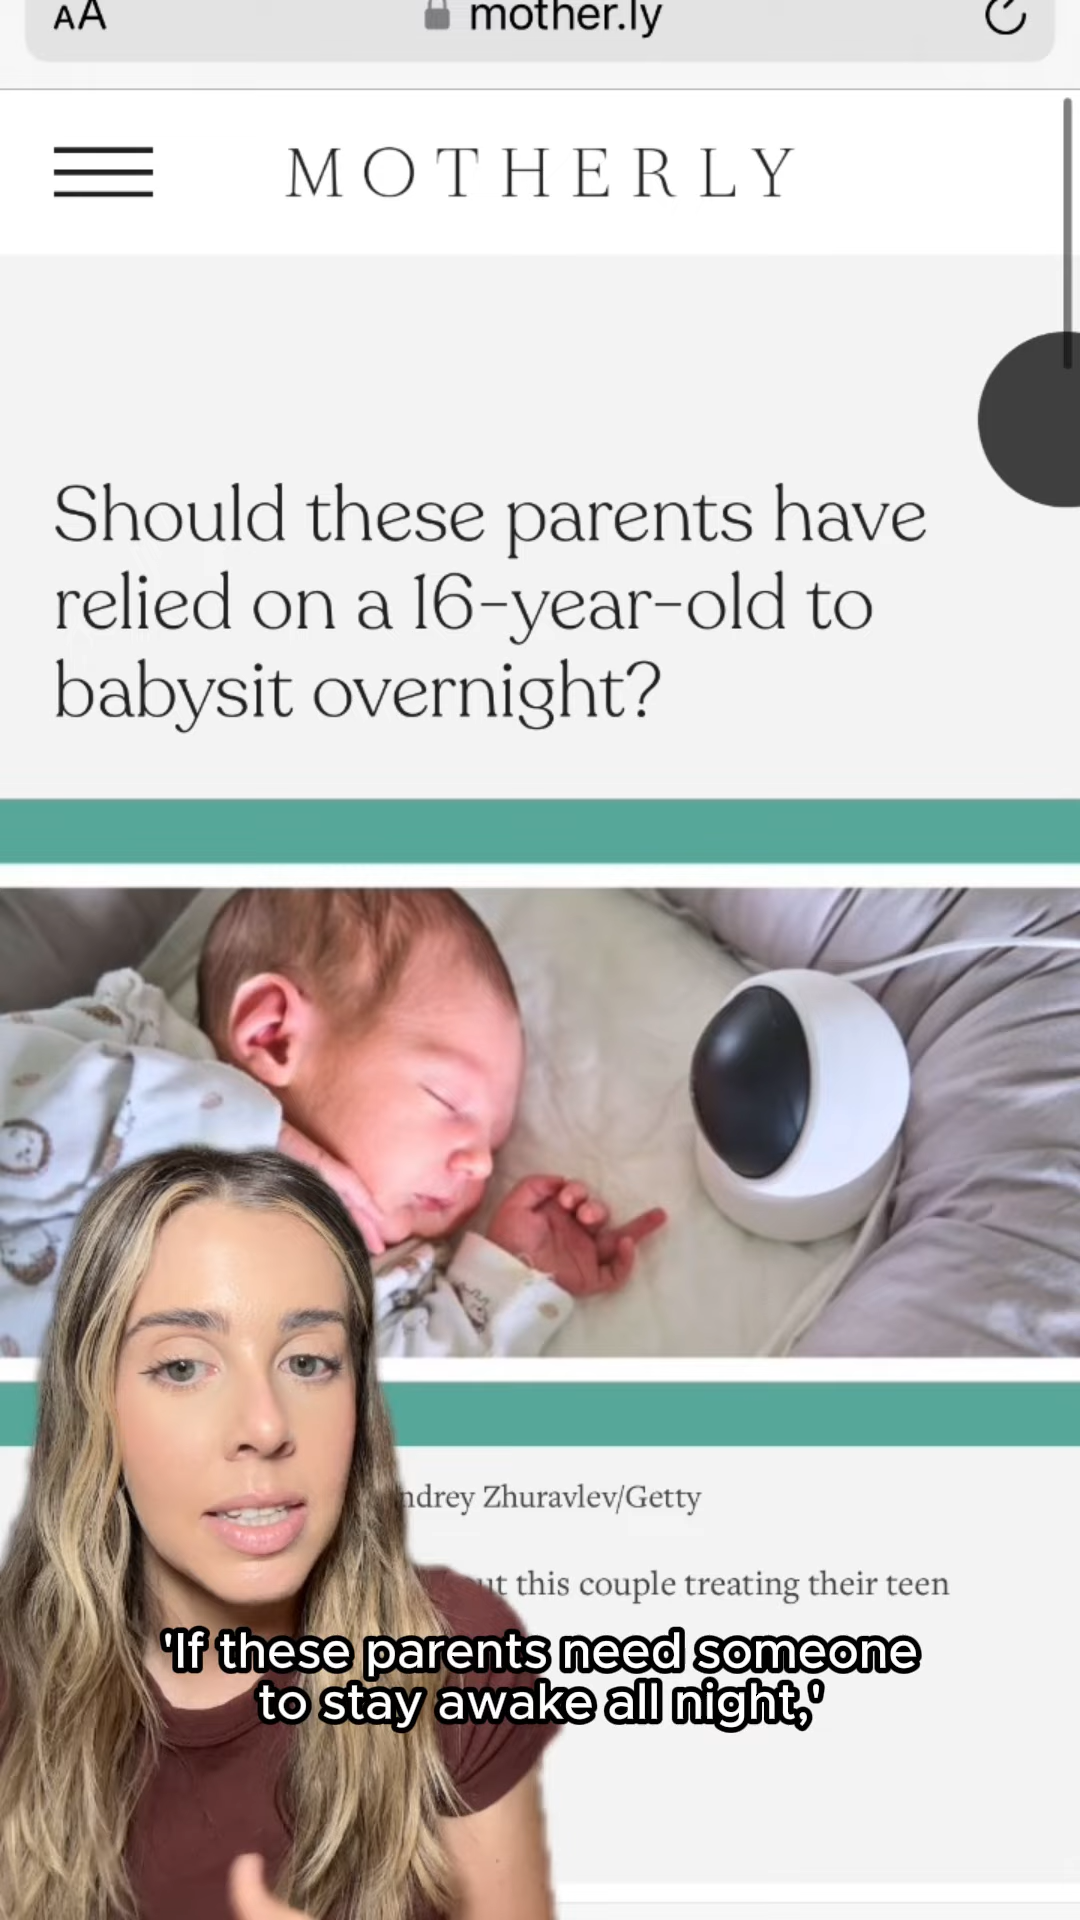 AA mother.ly
MOTHERLY
Should these parents have
relied on a 16-year-old to
babysit overnight?
Zhuravlev/Getty
this couple treating their teen
'If these parents need someone
to stay awake all night,'